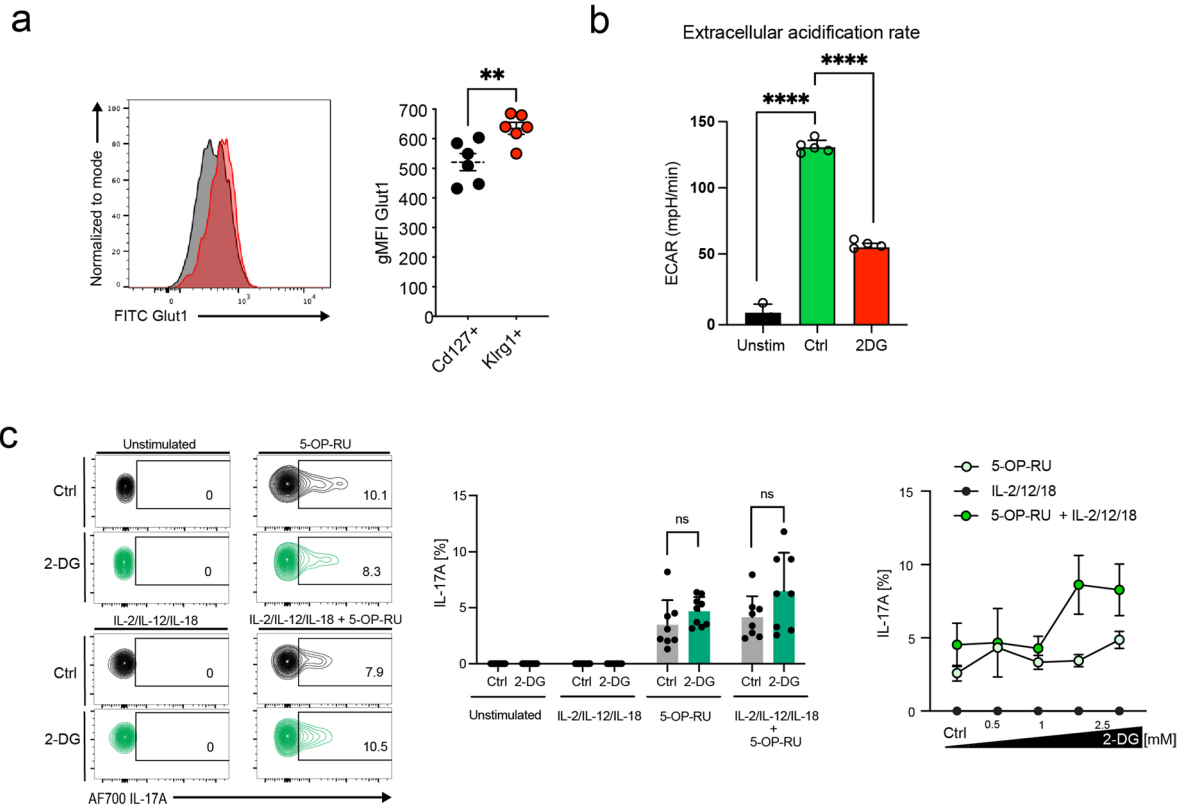 a
Normalized to mode
100
80
60
40
20
0
0
10³
10⁴
FITC Glut1
**
gMFI Glut1
700
600
500
400
300
200
100
0
Cd127+
Klrg1+
b
Extracellular acidification rate
****
****
ECAR (mpH/min)
150
100
50
0
Unstim Ctrl 2DG
c
Unstimulated 5-OP-RU
Ctrl 0 10.1
2-DG 0 8.3
IL-2/IL-12/IL-18 IL-2/IL-12/IL-18 + 5-OP-RU
Ctrl 0 7.9
2-DG 0 10.5
AF700 IL-17A
IL-17A [%]
15
10
5
0
ns
ns
Ctrl 2-DG Ctrl 2-DG Ctrl 2-DG Ctrl 2-DG
Unstimulated IL-2/IL-12/IL-18 5-OP-RU IL-2/IL-12/IL-18
+
5-OP-RU
5-OP-RU
IL-2/12/18
5-OP-RU + IL-2/12/18
IL-17A [%]
15
10
5
0
Ctrl 0.5 1 2.5
2-DG [mM]